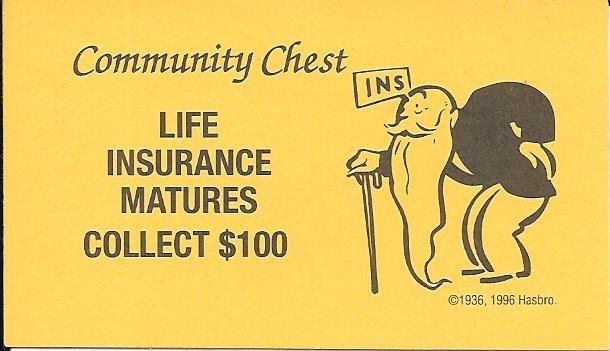 Community Chest
INS
LIFE
INSURANCE
MATURES
COLLECT $100
©1936, 1996 Hasbro.